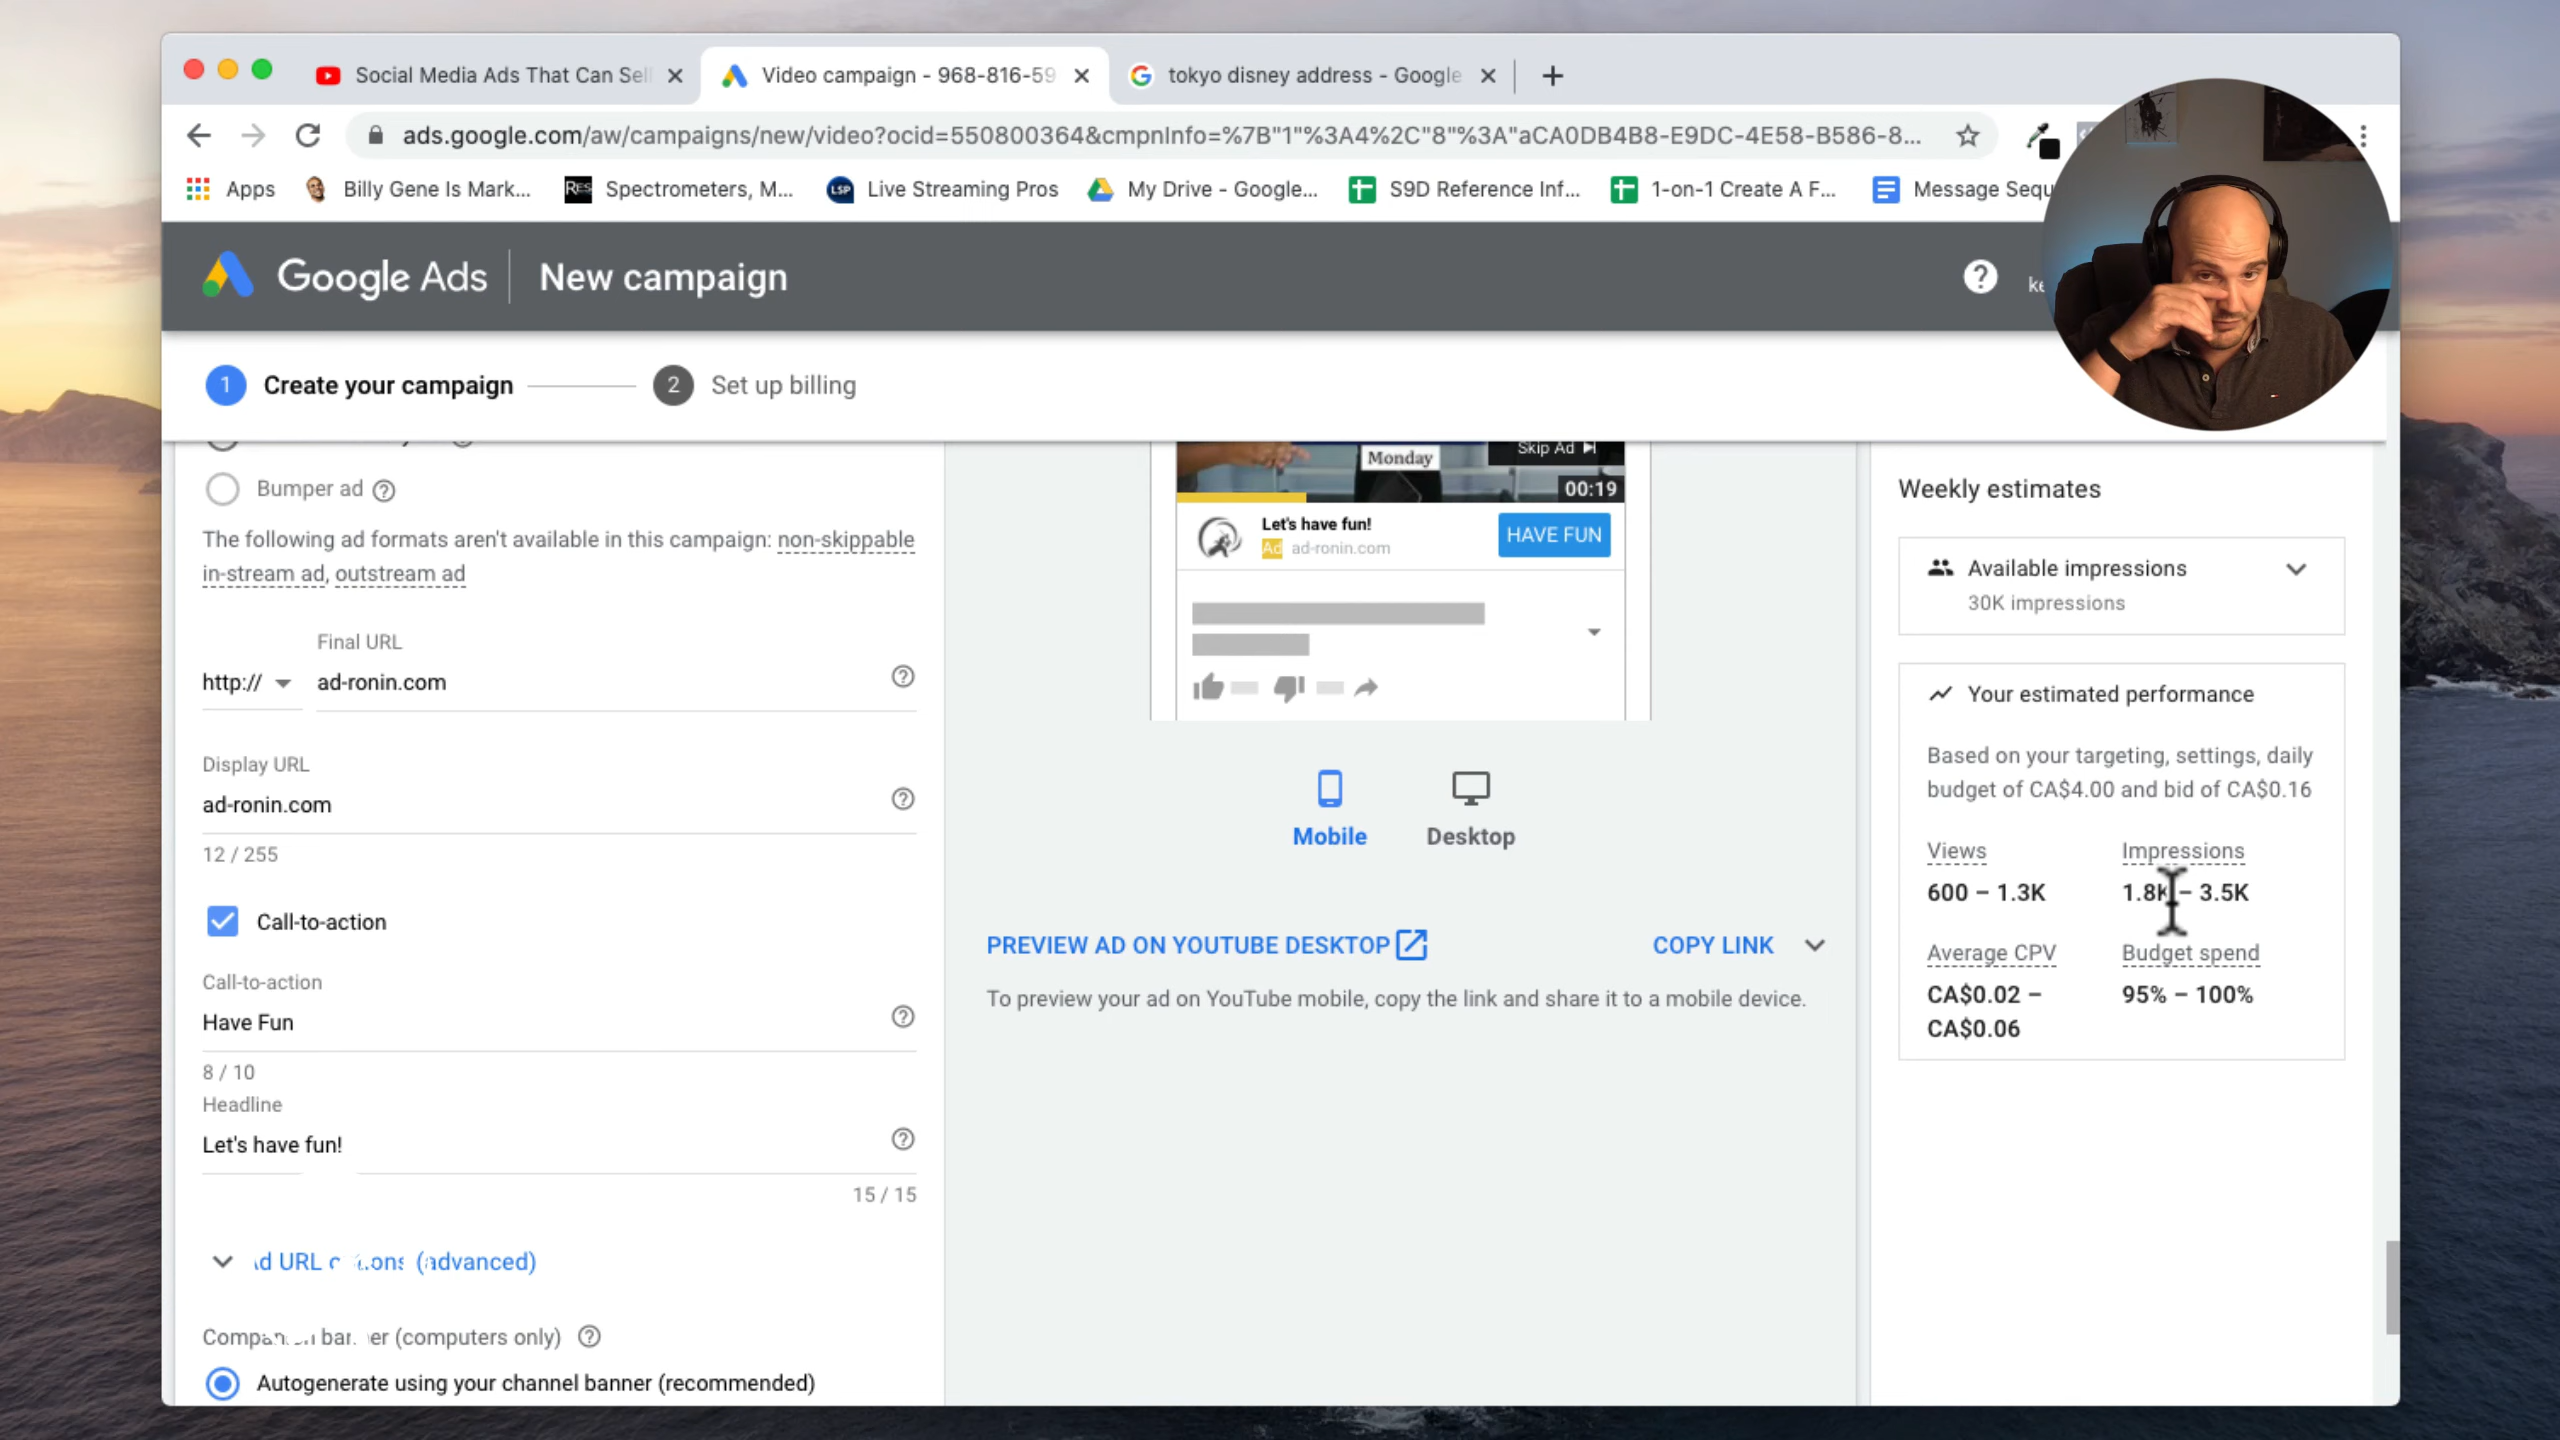 Social Media Ads That Can Sell
Video campaign - 968-816-59
tokyo disney address - Google
ads.google.com/aw/campaigns/new/video?ocid=550800364&cmpnInfo=%7B"1"%3A4%2C"8"%3A"aCA0DB4B8-E9DC-4E58-B586-8...
Apps
Billy Gene Is Mark...
RES
Spectrometers, M...
LSP
Live Streaming Pros
My Drive - Google...
S9D Reference Inf...
1-on-1 Create A F...
Message Sequ
Google Ads
New campaign
1
Create your campaign
2
Set up billing
Bumper ad
The following ad formats aren't available in this campaign: non-skippable
in-stream ad, outstream ad
Final URL
http://
ad-ronin.com
Display URL
ad-ronin.com
12 / 255
Call-to-action
Call-to-action
Have Fun
8 / 10
Headline
Let's have fun!
15 / 15
URL
(advanced)
(computers only)
Autogenerate using your channel banner (recommended)
Monday
Skip Ad
00:19
Let's have fun!
Ad ad-ronin.com
HAVE FUN
Mobile
Desktop
PREVIEW AD ON YOUTUBE DESKTOP
COPY LINK
To preview your ad on YouTube mobile, copy the link and share it to a mobile device.
Weekly estimates
Available impressions
30K impressions
Your estimated performance
Based on your targeting, settings, daily
budget of CA$4.00 and bid of CA$0.16
Views
600 – 1.3K
Impressions
1.8K – 3.5K
Average CPV
CA$0.02 –
CA$0.06
Budget spend
95% – 100%